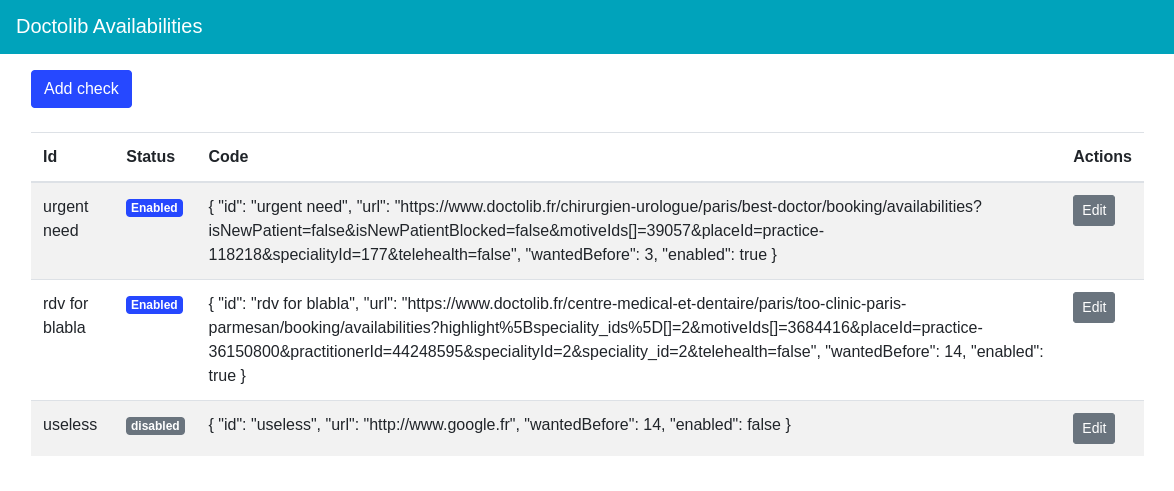 Doctolib Availabilities
Add check
Id Status Code Actions
urgent need Enabled { "id": "urgent need", "url": "https://www.doctolib.fr/chirurgien-urologue/paris/best-doctor/booking/availabilities? Edit
isNewPatient=false&isNewPatientBlocked=false&motiveIds[]=39057&placeId=practice-
118218&specialityId=177&telehealth=false", "wantedBefore": 3, "enabled": true }
rdv for blabla Enabled { "id": "rdv for blabla", "url": "https://www.doctolib.fr/centre-medical-et-dentaire/paris/too-clinic-paris- Edit
parmesan/booking/availabilities?highlight%5Bspeciality_ids%5D[]=2&motiveIds[]=3684416&placeId=practice-
36150800&practitionerId=44248595&specialityId=2&speciality_id=2&telehealth=false", "wantedBefore": 14, "enabled":
true }
useless disabled { "id": "useless", "url": "http://www.google.fr", "wantedBefore": 14, "enabled": false } Edit